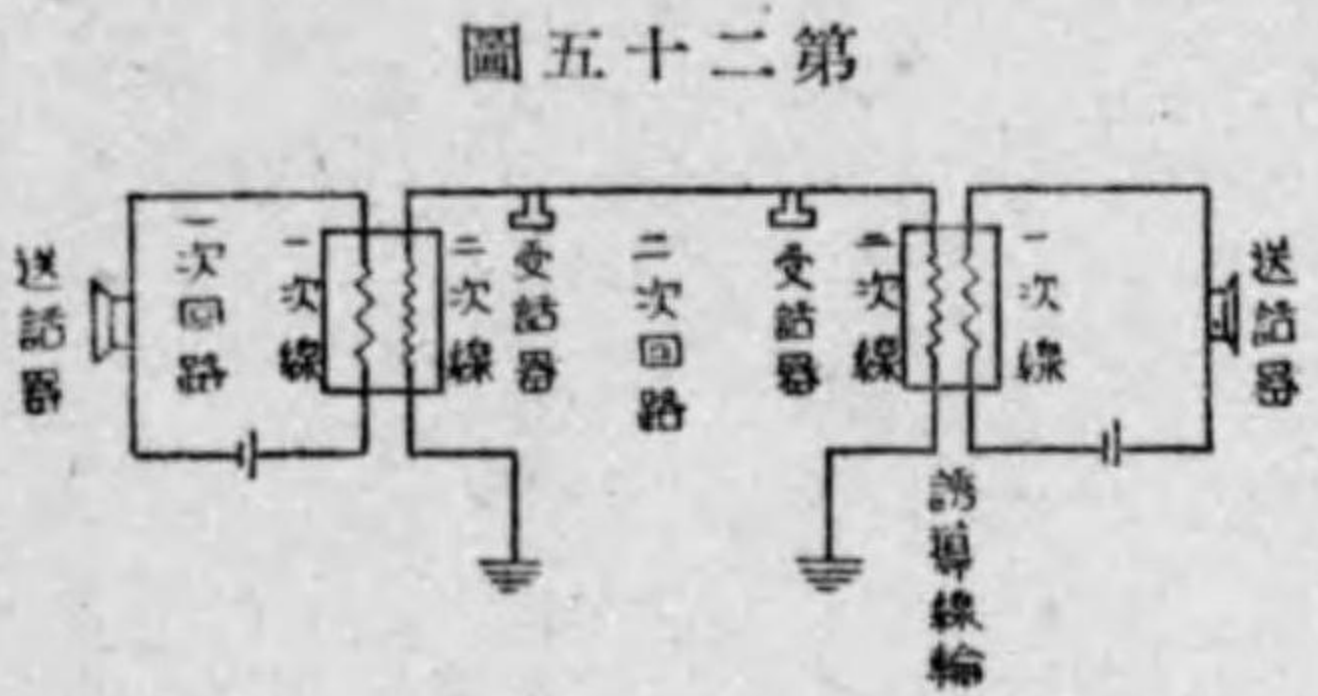 第二十五圖
送話器
一次回路
一次線
二次線
受話器
二次回路
受話器
二次線
一次線
送話器
誘導線輪